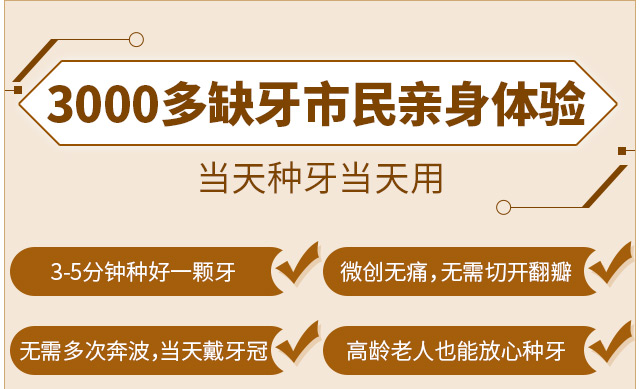 3000多缺牙市民亲身体验
当天种牙当天用
3-5分钟种好一颗牙
微创无痛，无需切开翻瓣
无需多次奔波，当天戴牙冠
高龄老人也能放心种牙